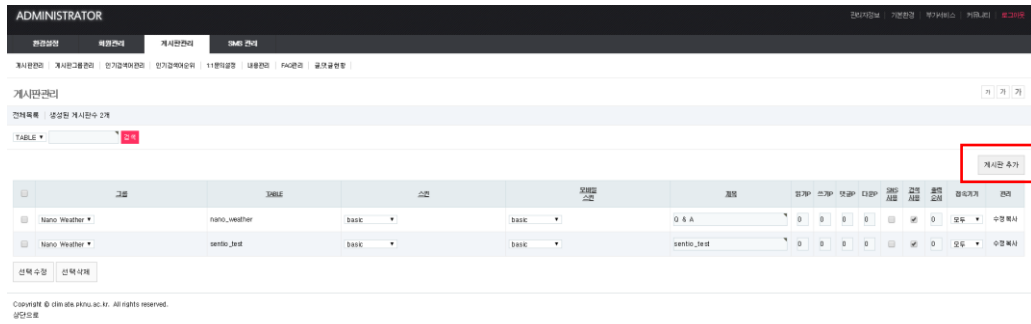 ADMINISTRATOR
관리자정보 기본환경 부가서비스 커뮤니티 로그아웃
환경설정 회원관리 게시판관리 SMS 관리
게시판관리 게시판그룹관리 인기검색어관리 인기검색어순위 1:1문의설정 내용관리 FAQ관리 글,댓글현황
게시판관리 가 가 가
전체목록 생성된 게시판수 2개
TABLE 검색
게시판 추가
그룹 TABLE 스킨 모바일 스킨 제목 읽기P 쓰기P 댓글P 다운P SNS 사용 검색 사용 출력 순서 접속기기 관리
Nano Weather nano_weather basic basic Q & A 0 0 0 0 0 모두 수정 복사
Nano Weather sentio_test basic basic sentio_test 0 0 0 0 0 모두 수정 복사
선택수정 선택삭제
Copyright © climate.pknu.ac.kr. All rights reserved.
상단으로